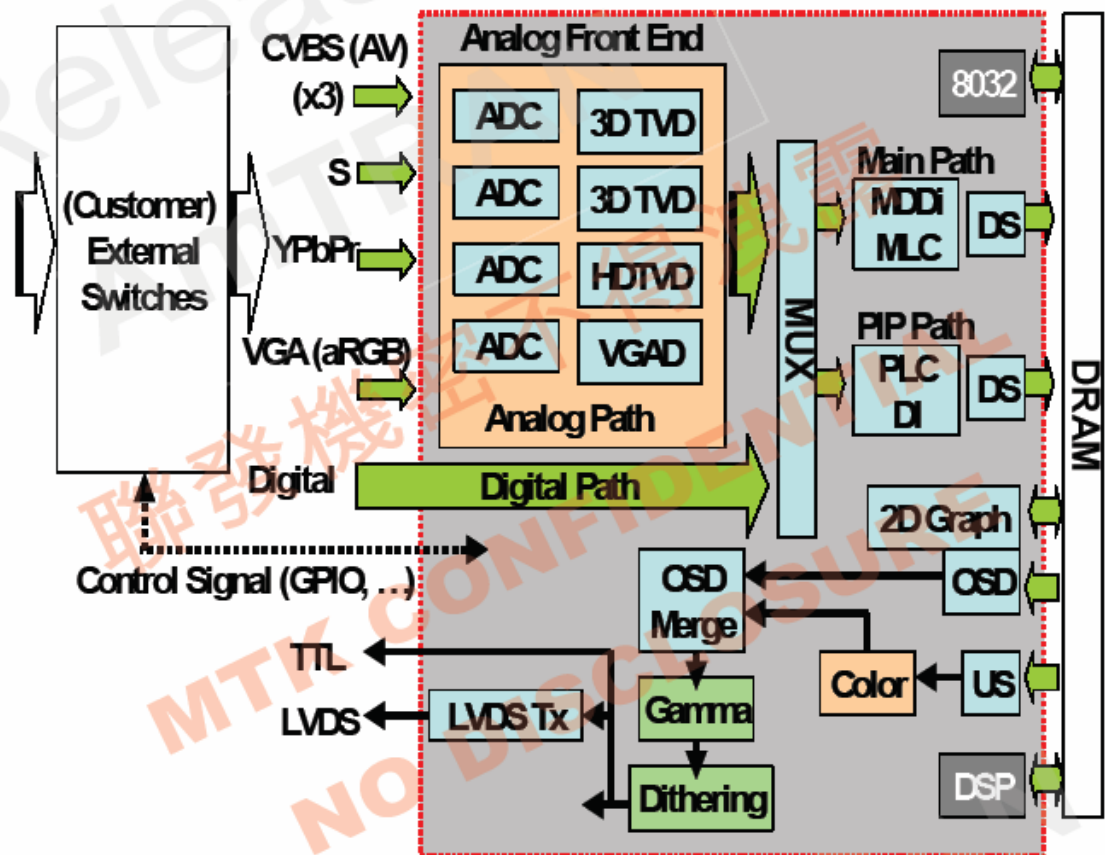 CVBS (AV)
(x3)
S
YPbPr
VGA (aRGB)
Digital
(Customer)
External
Switches
Control Signal (GPIO, ...)
TTL
LVDS
Analog Front End
ADC
3D TVD
ADC
3D TVD
ADC
HDTVD
ADC
VGAD
Analog Path
Digital Path
MUX
8032
Main Path
MDDi
MLC
DS
PIP Path
PLC
DI
DS
2D Graph
OSD
OSD
Merge
Color
US
Gamma
LVDS Tx
Dithering
DSP
DRAM
AmTRAN
聯發機密不得洩露
MTK CONFIDENTIAL
NO DISCLOSURE